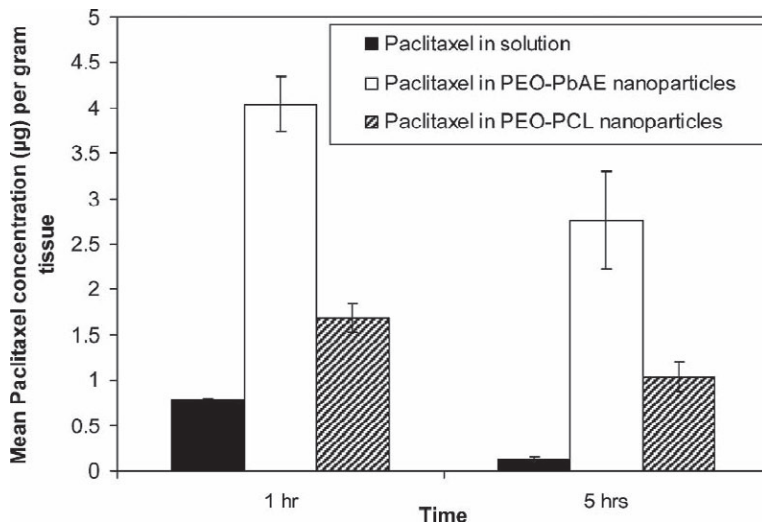 Mean Paclitaxel concentration (µg) per gram
tissue
5
4.5
4
3.5
3
2.5
2
1.5
1
0.5
0
Paclitaxel in solution
Paclitaxel in PEO-PbAE nanoparticles
Paclitaxel in PEO-PCL nanoparticles
1 hr
5 hrs
Time